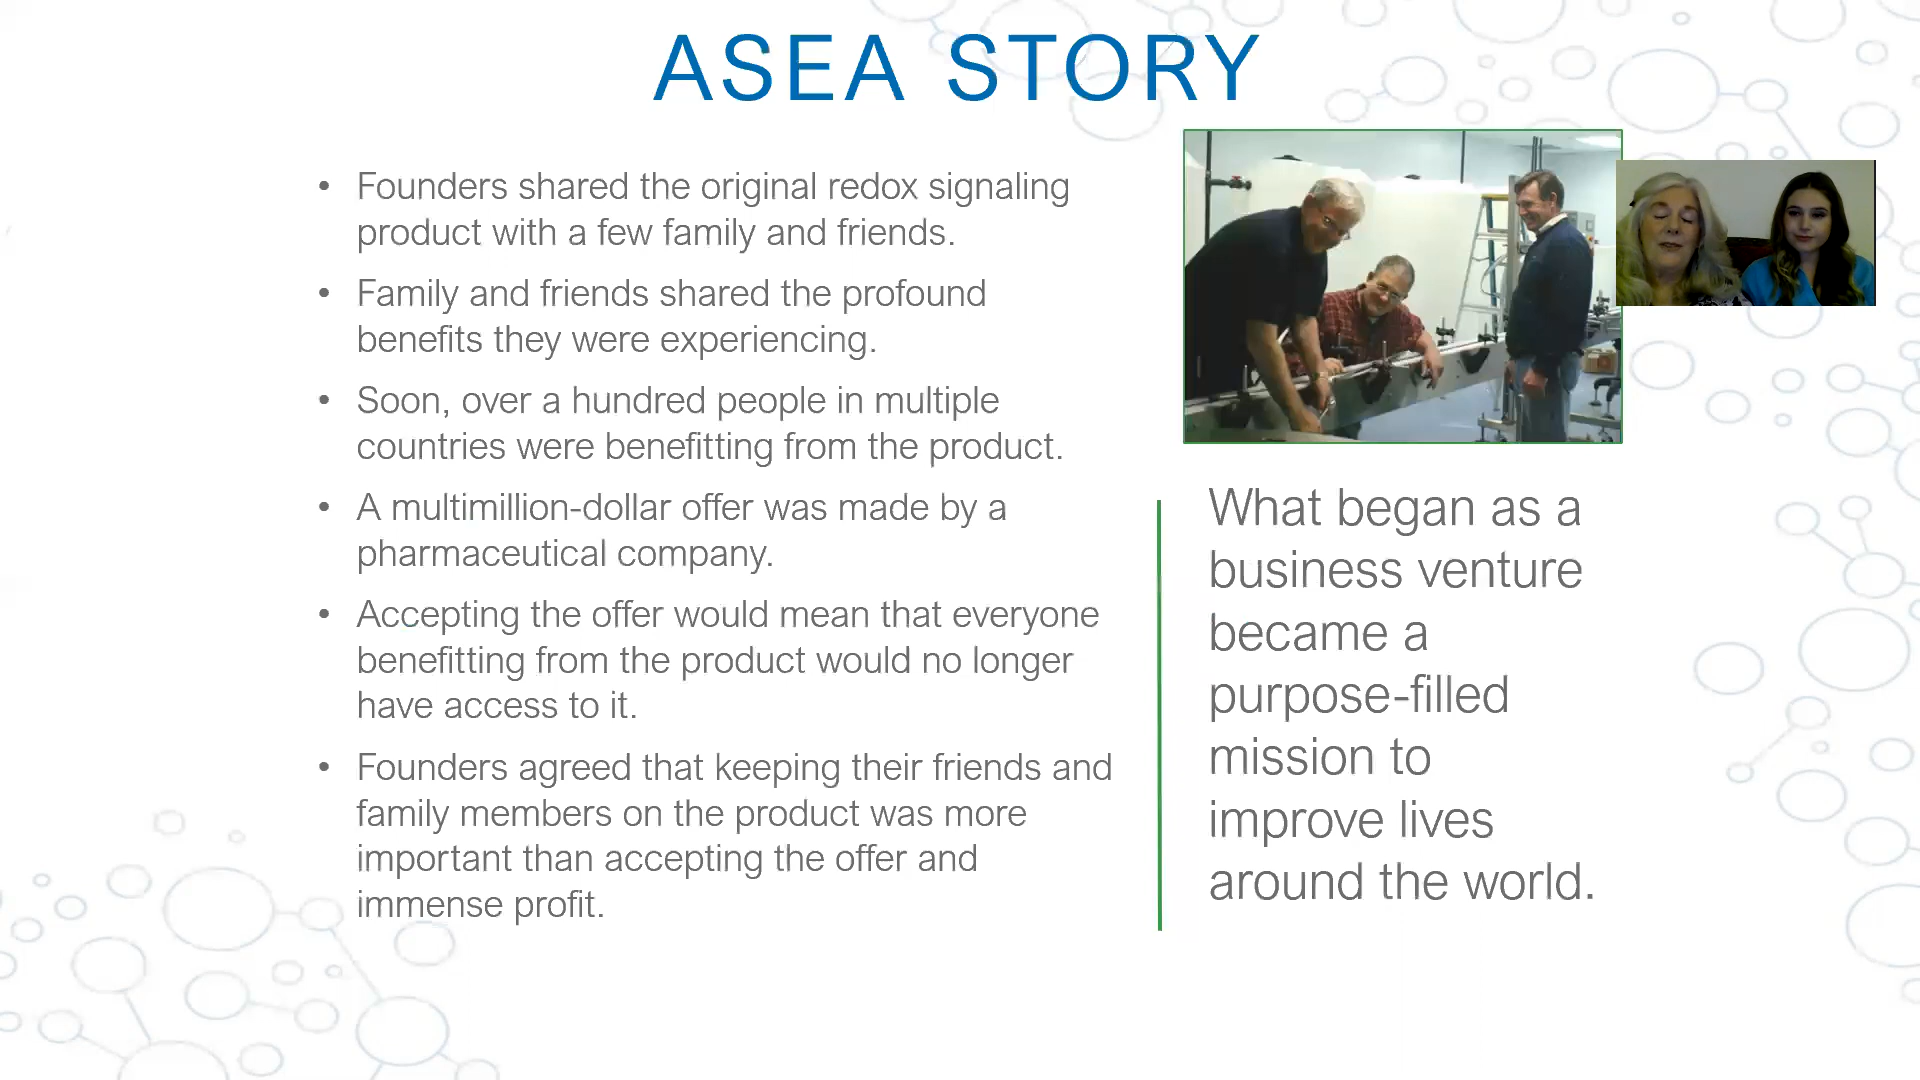 ASEA STORY
• Founders shared the original redox signaling
product with a few family and friends.
• Family and friends shared the profound
benefits they were experiencing.
• Soon, over a hundred people in multiple
countries were benefitting from the product.
• A multimillion-dollar offer was made by a
pharmaceutical company.
• Accepting the offer would mean that everyone
benefitting from the product would no longer
have access to it.
• Founders agreed that keeping their friends and
family members on the product was more
important than accepting the offer and
immense profit.
What began as a
business venture
became a
purpose-filled
mission to
improve lives
around the world.